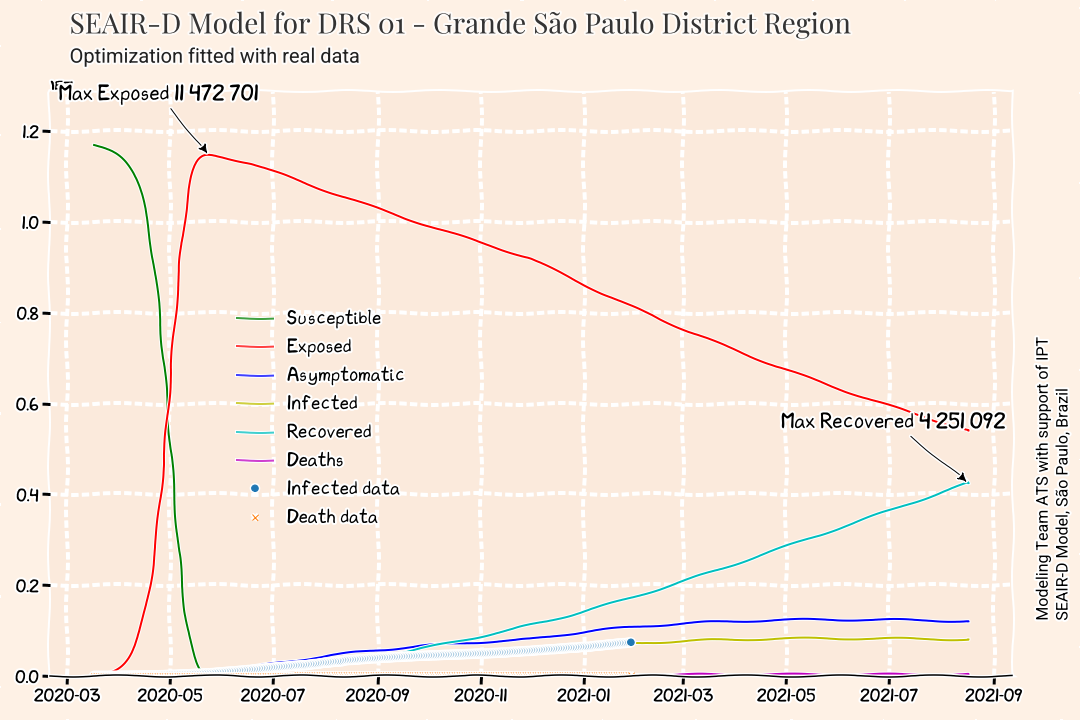 SEAIR-D Model for DRS 01 - Grande São Paulo District Region
Optimization fitted with real data
Max Exposed 11 472 701
1.2
1.0
0.8
0.6
0.4
0.2
0.0
Susceptible
Exposed
Asymptomatic
Infected
Recovered
Deaths
Infected data
Death data
Max Recovered 4 251 092
2020-03 2020-05 2020-07 2020-09 2020-11 2021-01 2021-03 2021-05 2021-07 2021-09
Modeling Team ATS with support of IPT
SEAIR-D Model, São Paulo, Brazil